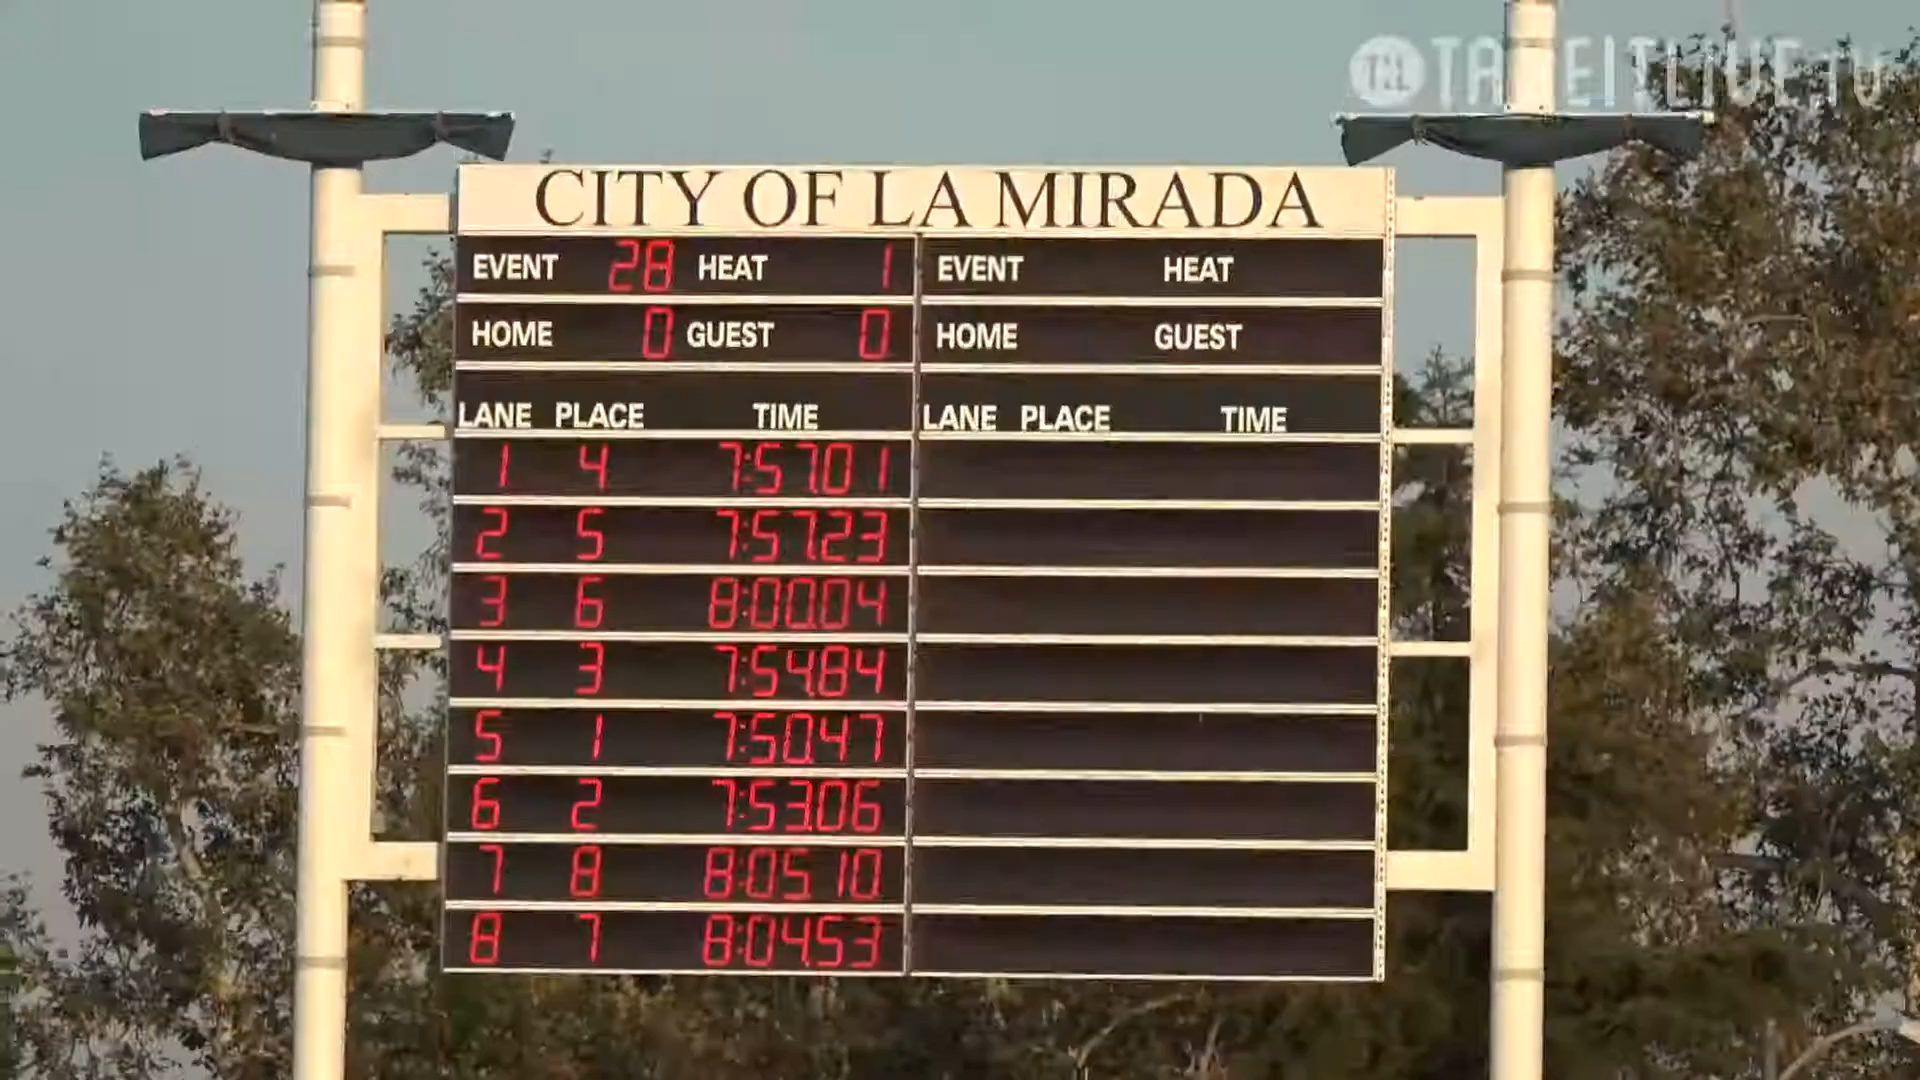 TILTAKEITLIVE.TV
CITY OF LA MIRADA
EVENT 28 HEAT 1 EVENT HEAT
HOME 0 GUEST 0 HOME GUEST
LANE PLACE TIME LANE PLACE TIME
1 4 7:57.01
2 5 7:57.23
3 6 8:00.04
4 3 7:54.84
5 1 7:50.47
6 2 7:53.06
7 8 8:05.10
8 7 8:04.53